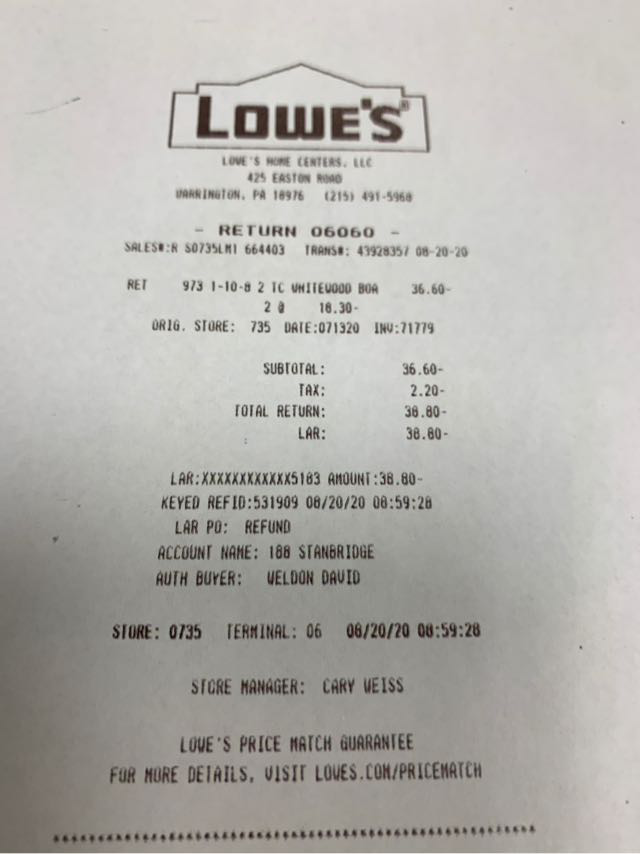 LOWE'S®
LOWE'S HOME CENTERS, LLC
425 EASTON ROAD
WARRINGTON, PA 18976 (215) 491-5968
- RETURN 06060 -
SALES#:R S0735LM1 664403 TRANS#: 43928357 08-20-20
RET 973 1-10-8 2 TC WHITEWOOD BOA 36.60-
2 @ 18.30-
ORIG. STORE: 735 DATE:071320 INV:71779
SUBTOTAL: 36.60-
TAX: 2.20-
TOTAL RETURN: 38.80-
LAR: 38.80-
LAR:XXXXXXXXXXXX5183 AMOUNT:38.80-
KEYED REFID:531909 08/20/20 08:59:28
LAR PO: REFUND
ACCOUNT NAME: 188 STANBRIDGE
AUTH BUYER: WELDON DAVID
STORE: 0735 TERMINAL: 06 08/20/20 08:59:28
STORE MANAGER: CARY WEISS
LOWE'S PRICE MATCH GUARANTEE
FOR MORE DETAILS, VISIT LOWES.COM/PRICEMATCH